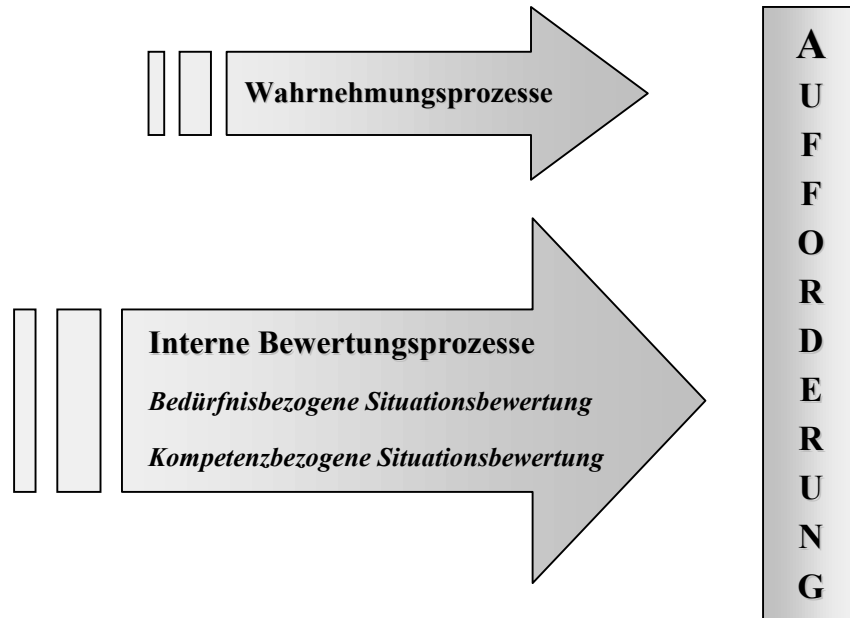 Wahrnehmungsprozesse
Interne Bewertungsprozesse
Bedürfnisbezogene Situationsbewertung
Kompetenzbezogene Situationsbewertung
A
U
F
F
O
R
D
E
R
U
N
G